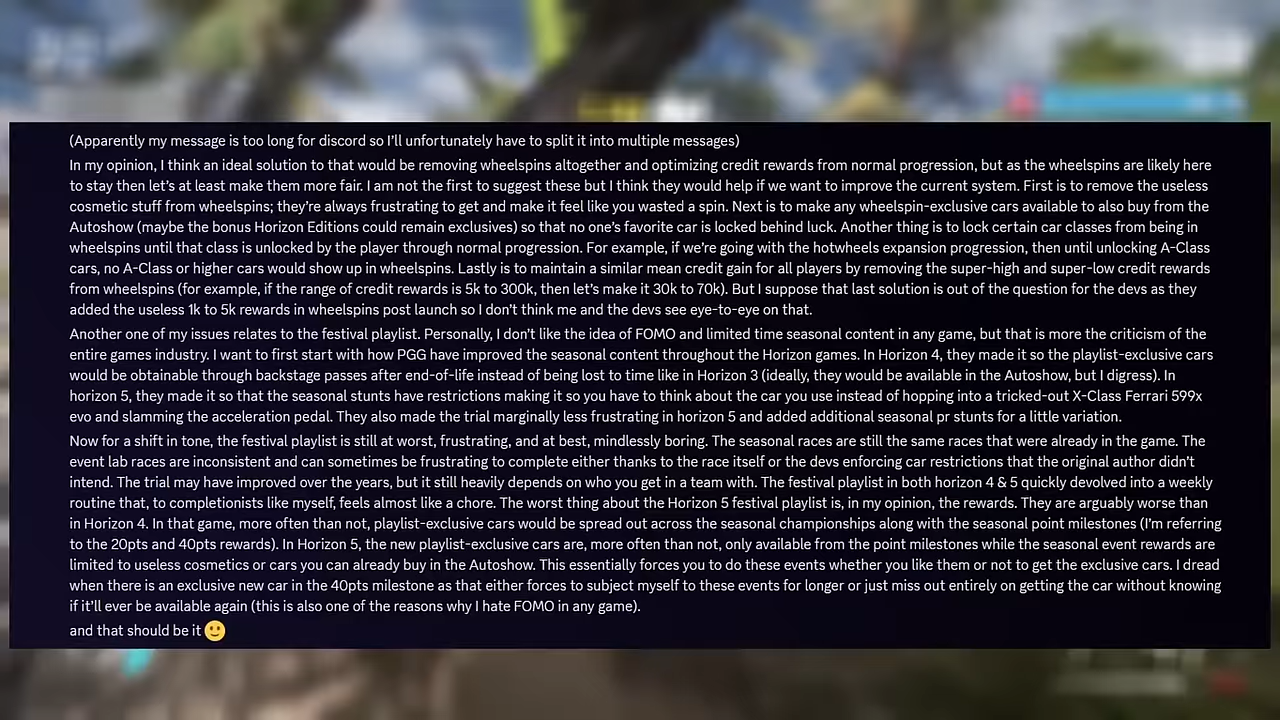 (Apparently my message is too long for discord so I'll unfortunately have to split it into multiple messages)
In my opinion, I think an ideal solution to that would be removing wheelspins altogether and optimizing credit rewards from normal progression, but as the wheelspins are likely here
to stay then let's at least make them more fair. I am not the first to suggest these but I think they would help if we want to improve the current system. First is to remove the useless
cosmetic stuff from wheelspins; they're always frustrating to get and make it feel like you wasted a spin. Next is to make any wheelspin-exclusive cars available to also buy from the
Autoshow (maybe the bonus Horizon Editions could remain exclusives) so that no one's favorite car is locked behind luck. Another thing is to lock certain car classes from being in
wheelspins until that class is unlocked by the player through normal progression. For example, if we're going with the hotwheels expansion progression, then until unlocking A-Class
cars, no A-Class or higher cars would show up in wheelspins. Lastly is to maintain a similar mean credit gain for all players by removing the super-high and super-low credit rewards
from wheelspins (for example, if the range of credit rewards is 5k to 300k, then let's make it 30k to 70k). But I suppose that last solution is out of the question for the devs as they
added the useless 1k to 5k rewards in wheelspins post launch so I don't think me and the devs see eye-to-eye on that.
Another one of my issues relates to the festival playlist. Personally, I don't like the idea of FOMO and limited time seasonal content in any game, but that is more the criticism of the
entire games industry. I want to first start with how PGG have improved the seasonal content throughout the Horizon games. In Horizon 4, they made it so the playlist-exclusive cars
would be obtainable through backstage passes after end-of-life instead of being lost to time like in Horizon 3 (ideally, they would be available in the Autoshow, but I digress). In
horizon 5, they made it so that the seasonal stunts have restrictions making it so you have to think about the car you use instead of hopping into a tricked-out X-Class Ferrari 599x
evo and slamming the acceleration pedal. They also made the trial marginally less frustrating in horizon 5 and added additional seasonal pr stunts for a little variation.
Now for a shift in tone, the festival playlist is still at worst, frustrating, and at best, mindlessly boring. The seasonal races are still the same races that were already in the game. The
event lab races are inconsistent and can sometimes be frustrating to complete either thanks to the race itself or the devs enforcing car restrictions that the original author didn't
intend. The trial may have improved over the years, but it still heavily depends on who you get in a team with. The festival playlist in both horizon 4 & 5 quickly devolved into a weekly
routine that, to completionists like myself, feels almost like a chore. The worst thing about the Horizon 5 festival playlist is, in my opinion, the rewards. They are arguably worse than
in Horizon 4. In that game, more often than not, playlist-exclusive cars would be spread out across the seasonal championships along with the seasonal point milestones (I'm referring
to the 20pts and 40pts rewards). In Horizon 5, the new playlist-exclusive cars are, more often than not, only available from the point milestones while the seasonal event rewards are
limited to useless cosmetics or cars you can already buy in the Autoshow. This essentially forces you to do these events whether you like them or not to get the exclusive cars. I dread
when there is an exclusive new car in the 40pts milestone as that either forces to subject myself to these events for longer or just miss out entirely on getting the car without knowing
if it'll ever be available again (this is also one of the reasons why I hate FOMO in any game).
and that should be it 🙂